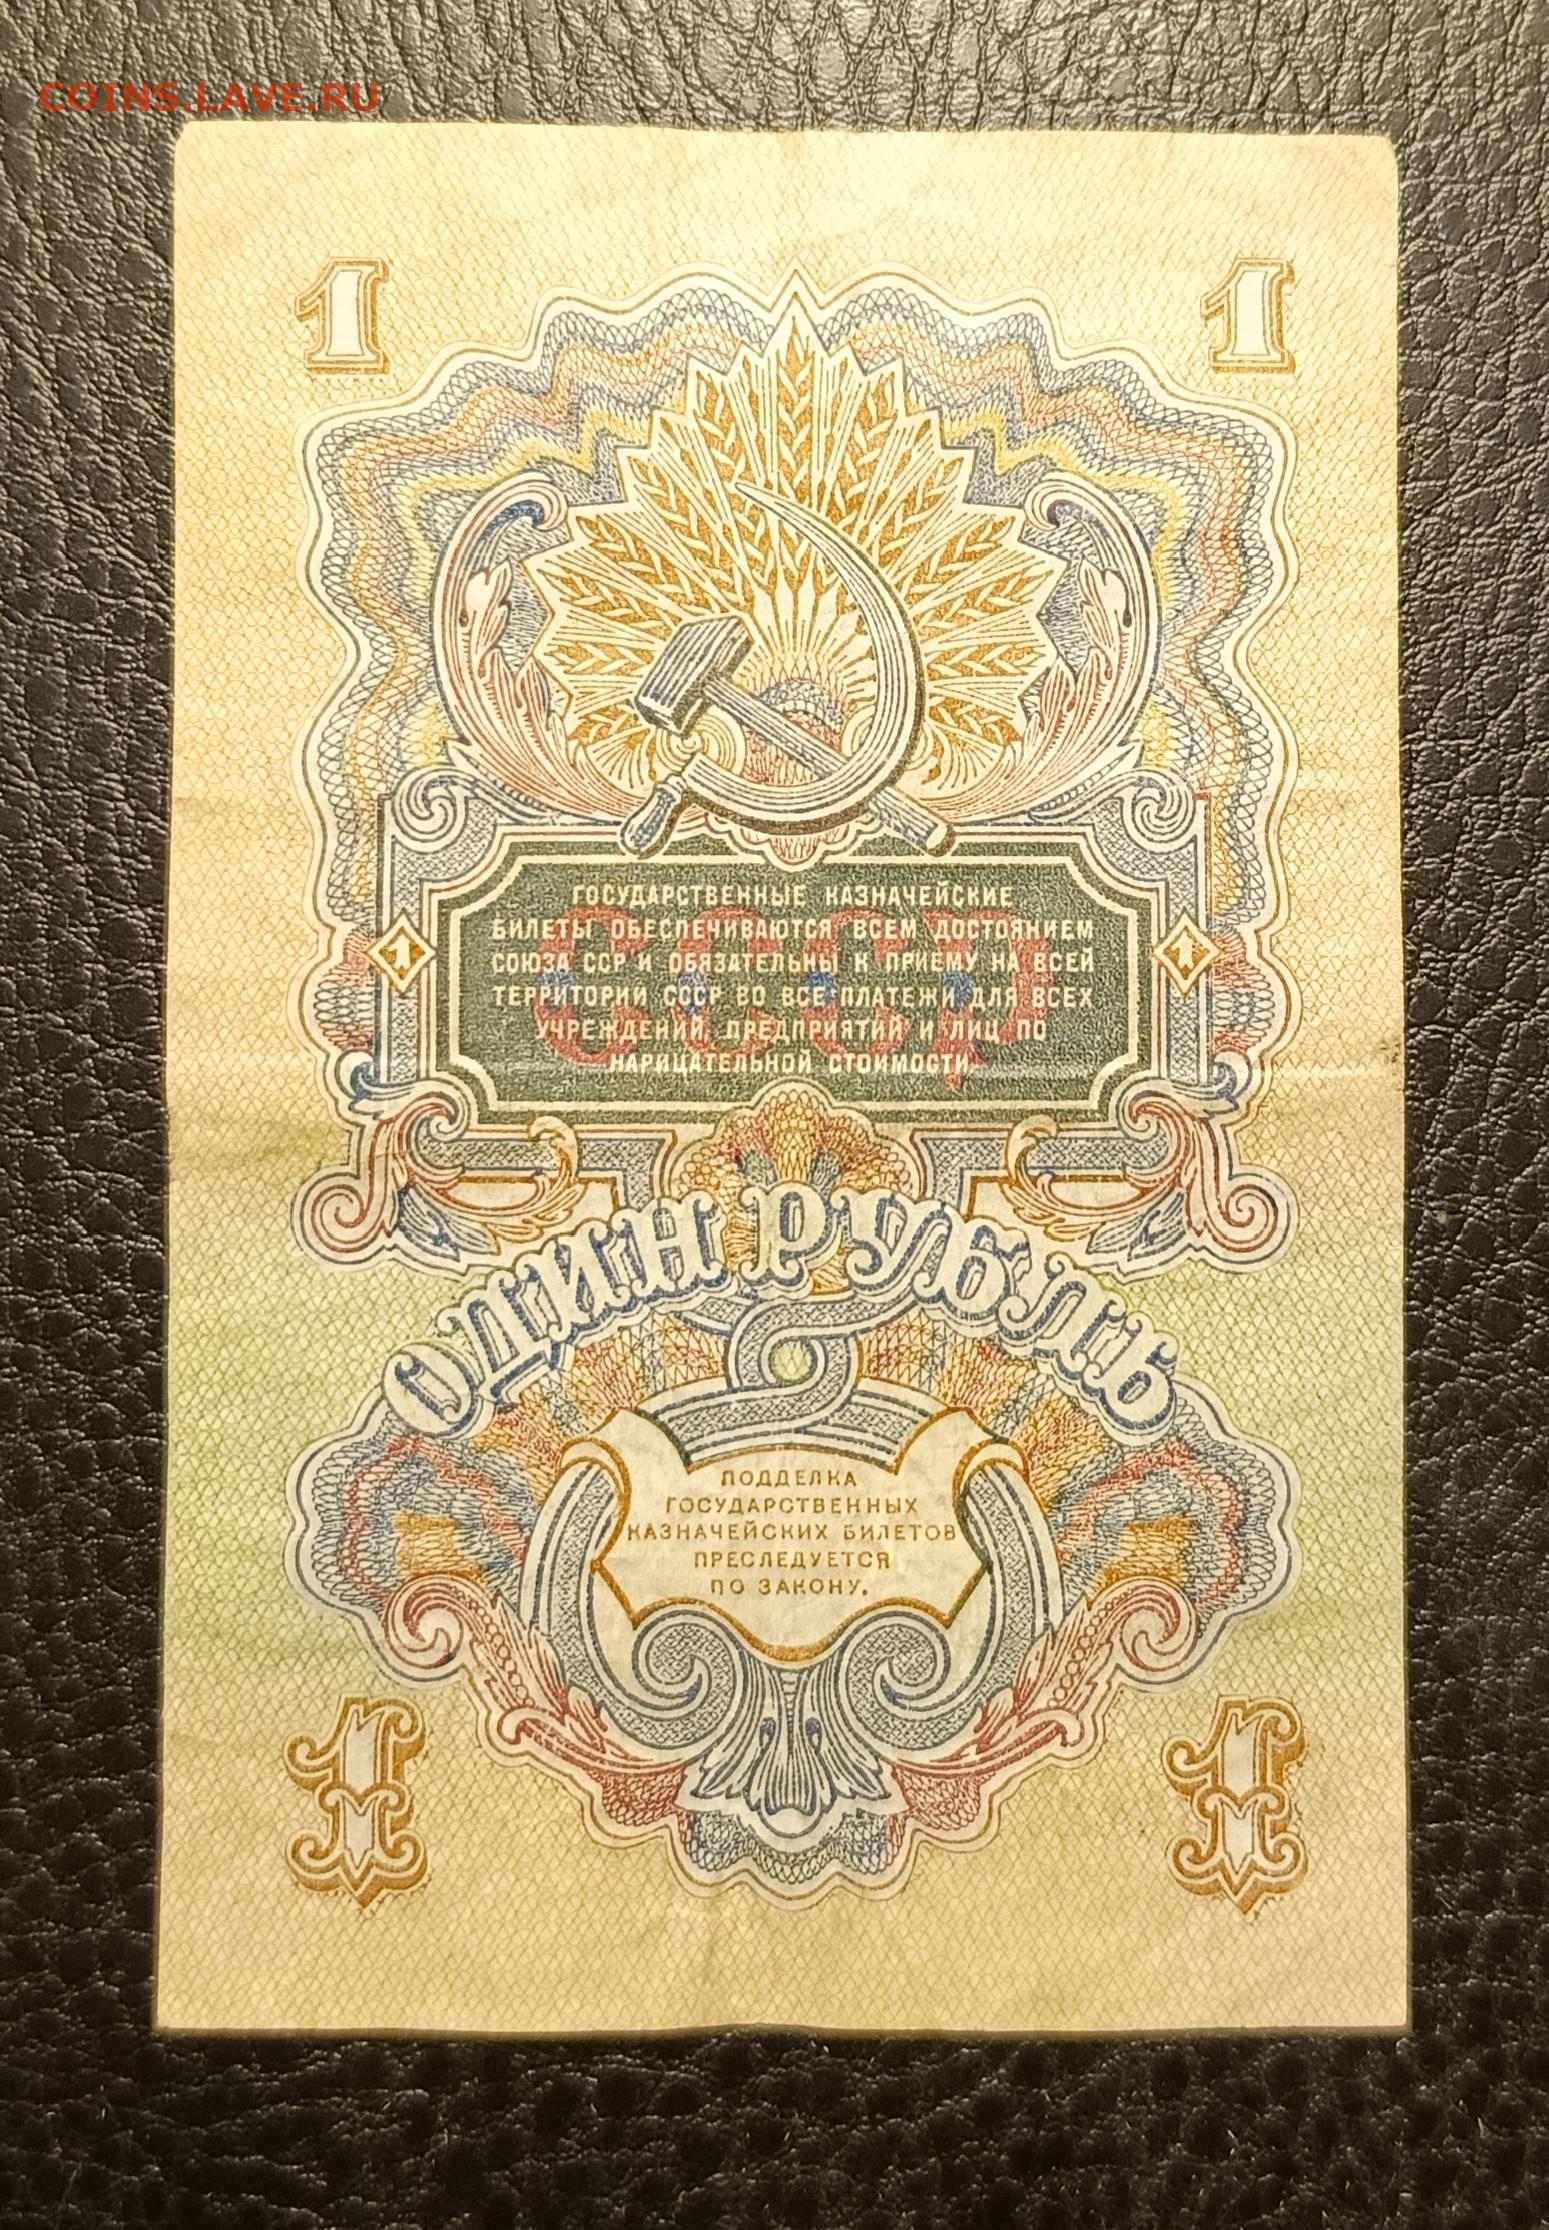 COINS.LAVE.RU
1 1
ГОСУДАРСТВЕННЫЕ КАЗНАЧЕЙСКИЕ
БИЛЕТЫ ОБЕСПЕЧИВАЮТСЯ ВСЕМ ДОСТОЯНИЕМ
1 СОЮЗА ССР И ОБЯЗАТЕЛЬНЫ К ПРИЕМУ НА ВСЕЙ 1
ТЕРРИТОРИИ СССР ВО ВСЕ ПЛАТЕЖИ ДЛЯ ВСЕХ
УЧРЕЖДЕНИЙ, ПРЕДПРИЯТИЙ И ЛИЦ ПО
НАРИЦАТЕЛЬНОЙ СТОИМОСТИ
СССР
ОДИН РУБЛЬ
ПОДДЕЛКА
ГОСУДАРСТВЕННЫХ
КАЗНАЧЕЙСКИХ БИЛЕТОВ
ПРЕСЛЕДУЕТСЯ
ПО ЗАКОНУ.
1 1